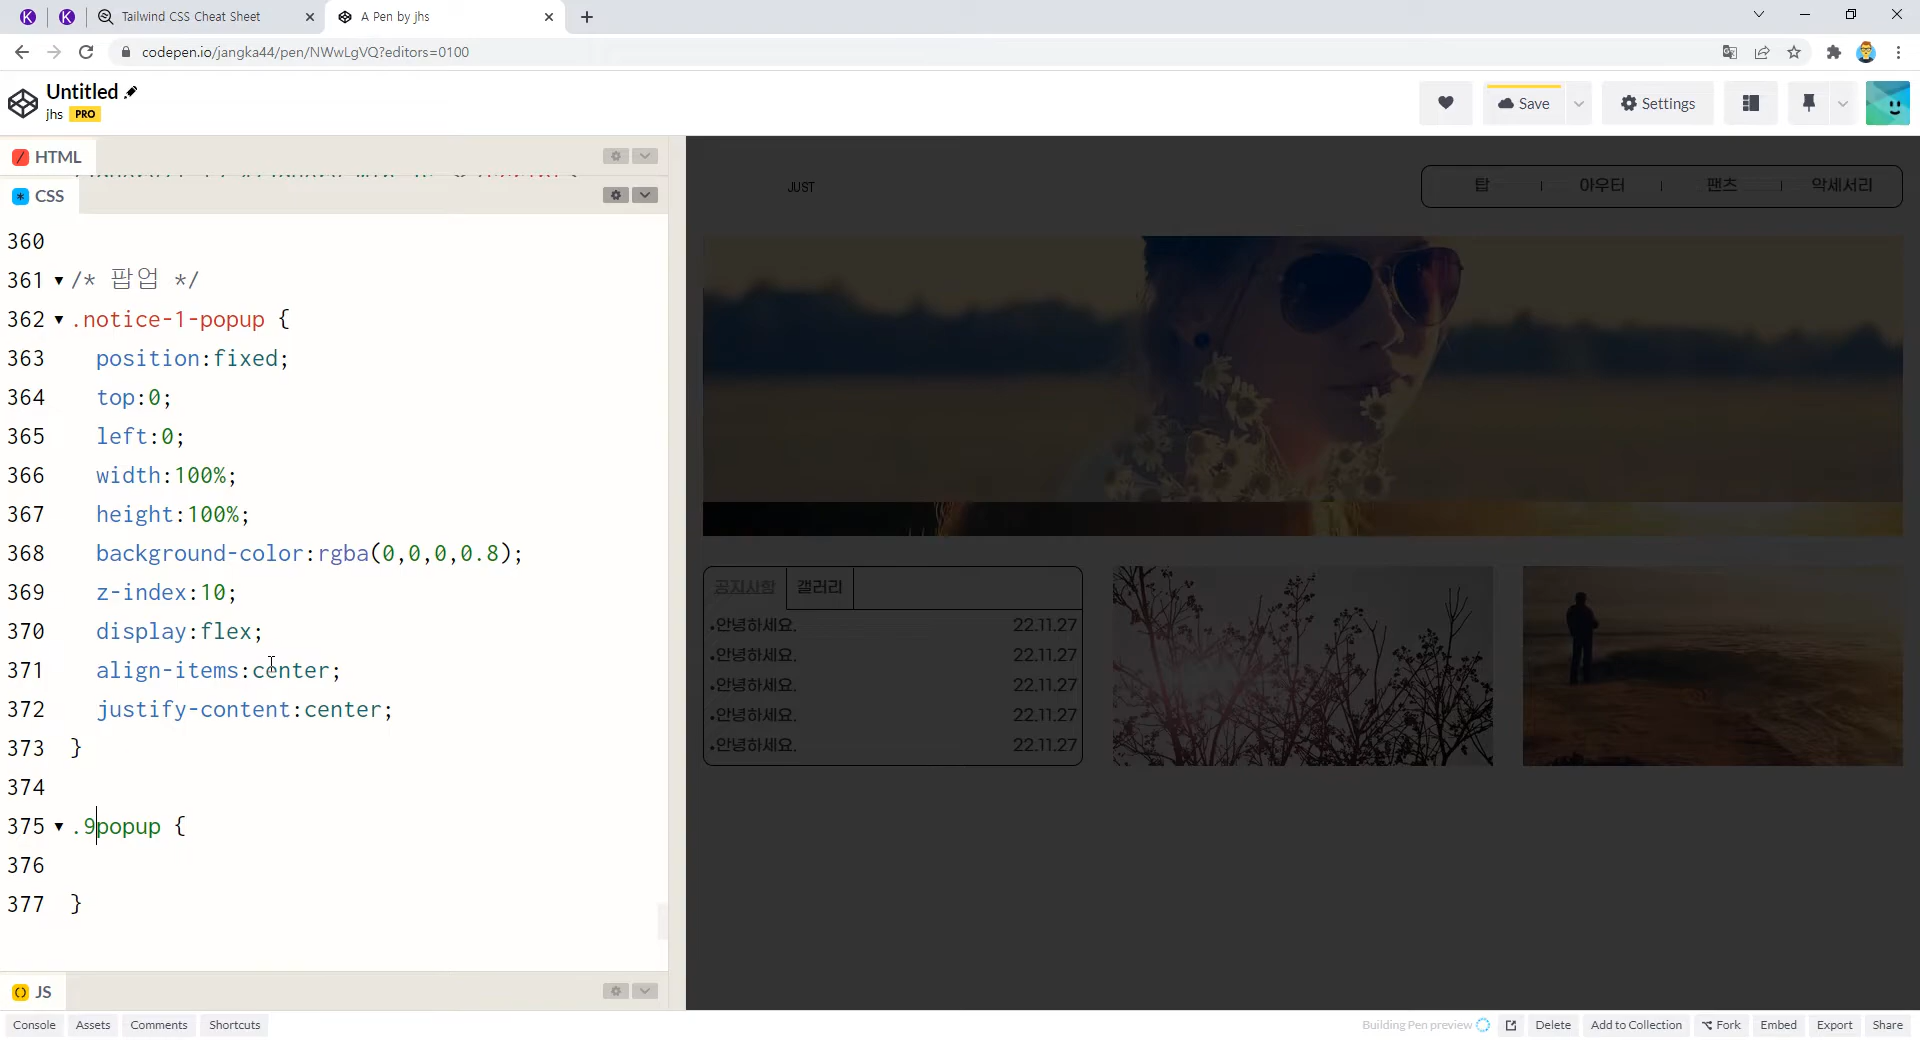 Tailwind CSS Cheat Sheet
A Pen by jhs
codepen.io/jangka44/pen/NWwLgVQ?editors=0100
Untitled
jhs PRO
Save
Settings
HTML
CSS
360
361 /* 팝업 */
362 .notice-1-popup {
363 position:fixed;
364 top:0;
365 left:0;
366 width:100%;
367 height:100%;
368 background-color:rgba(0,0,0,0.8);
369 z-index:10;
370 display:flex;
371 align-items:center;
372 justify-content:center;
373 }
374
375 .9popup {
376
377 }
JS
JUST
탑 아우터 팬츠 악세서리
공지사항 갤러리
•안녕하세요. 22.11.27
•안녕하세요. 22.11.27
•안녕하세요. 22.11.27
•안녕하세요. 22.11.27
•안녕하세요. 22.11.27
Console Assets Comments Shortcuts
Building Pen preview Delete Add to Collection Fork Embed Export Share